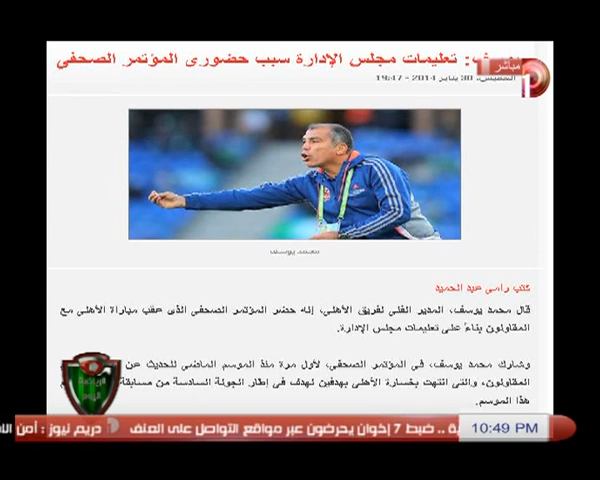 : تعليمات مجلس الإدارة سبب حضورى المؤتمر الصحفي
مباشر
الخميس، 30 يناير 2014 - 19:47
محمد يوسف
كتب رامى عبد الحميد
قال محمد يوسف، المدير الفنى لفريق الأهلى، إنه حضر المؤتمر الصحفى الذى عقب مباراة الأهلى مع
المقاولون بناءً على تعليمات مجلس الإدارة.
وشارك محمد يوسف، فى المؤتمر الصحفى، لأول مرة منذ الموسم الماضى للحديث عن
المقاولون، والتى انتهت بخسارة الأهلى بهدفين لهدف فى إطار الجولة السادسة من مسابقة
هذا الموسم.
الرياضة اليوم
.. ضبط 7 إخوان يحرضون عبر مواقع التواصل على العنف
دريم نيوز : أمن
10:49 PM